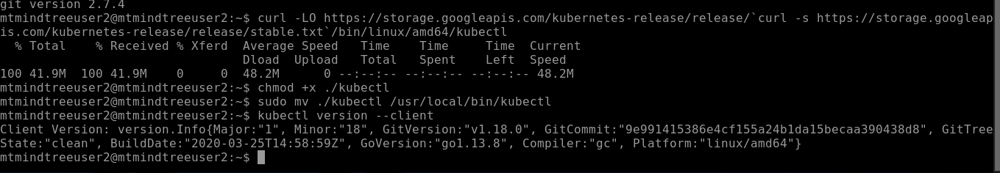 git version 2.7.4
mtmindtreeuser2@mtmindtreeuser2:~$ curl -LO https://storage.googleapis.com/kubernetes-release/release/`curl -s https://storage.googleap
is.com/kubernetes-release/release/stable.txt`/bin/linux/amd64/kubectl
  % Total    % Received % Xferd  Average Speed   Time    Time     Time  Current
                                 Dload  Upload   Total   Spent    Left  Speed
100 41.9M  100 41.9M    0     0  48.2M      0 --:--:-- --:--:-- --:--:-- 48.2M
mtmindtreeuser2@mtmindtreeuser2:~$ chmod +x ./kubectl
mtmindtreeuser2@mtmindtreeuser2:~$ sudo mv ./kubectl /usr/local/bin/kubectl
mtmindtreeuser2@mtmindtreeuser2:~$ kubectl version --client
Client Version: version.Info{Major:"1", Minor:"18", GitVersion:"v1.18.0", GitCommit:"9e991415386e4cf155a24b1da15becaa390438d8", GitTree
State:"clean", BuildDate:"2020-03-25T14:58:59Z", GoVersion:"go1.13.8", Compiler:"gc", Platform:"linux/amd64"}
mtmindtreeuser2@mtmindtreeuser2:~$